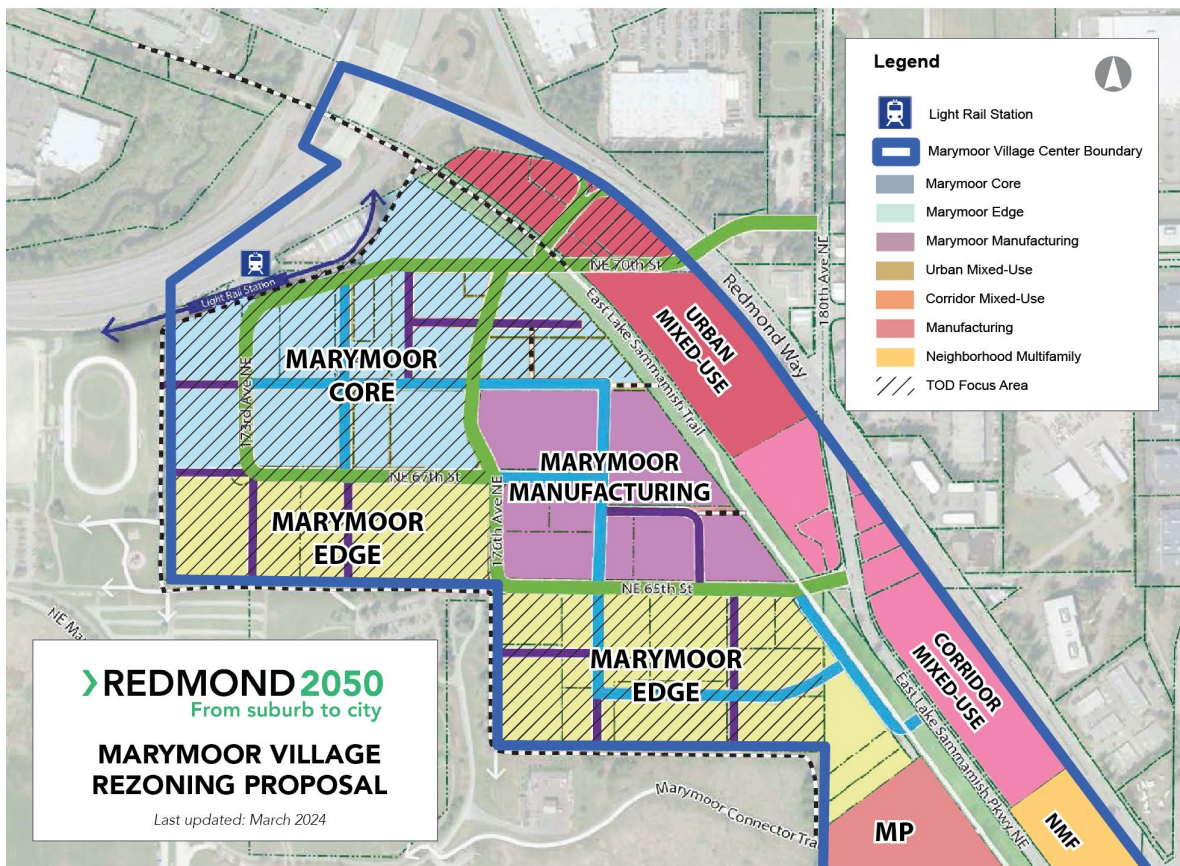 Legend
Light Rail Station
Marymoor Village Center Boundary
Marymoor Core
Marymoor Edge
Marymoor Manufacturing
Urban Mixed-Use
Corridor Mixed-Use
Manufacturing
Neighborhood Multifamily
TOD Focus Area
Light Rail Station
NE 70th St
180th Ave NE
Redmond Way
URBAN
MIXED-USE
East Lake Sammamish Trail
MARYMOOR
CORE
173rd Ave NE
NE 67th St
MARYMOOR
MANUFACTURING
176th Ave NE
MARYMOOR
EDGE
NE 65th St
MARYMOOR
EDGE
CORRIDOR
MIXED-USE
East Lake Sammamish Pkwy NE
NE Ma
Marymoor Connector Tra
MP
NMF
REDMOND 2050
From suburb to city
MARYMOOR VILLAGE
REZONING PROPOSAL
Last updated: March 2024